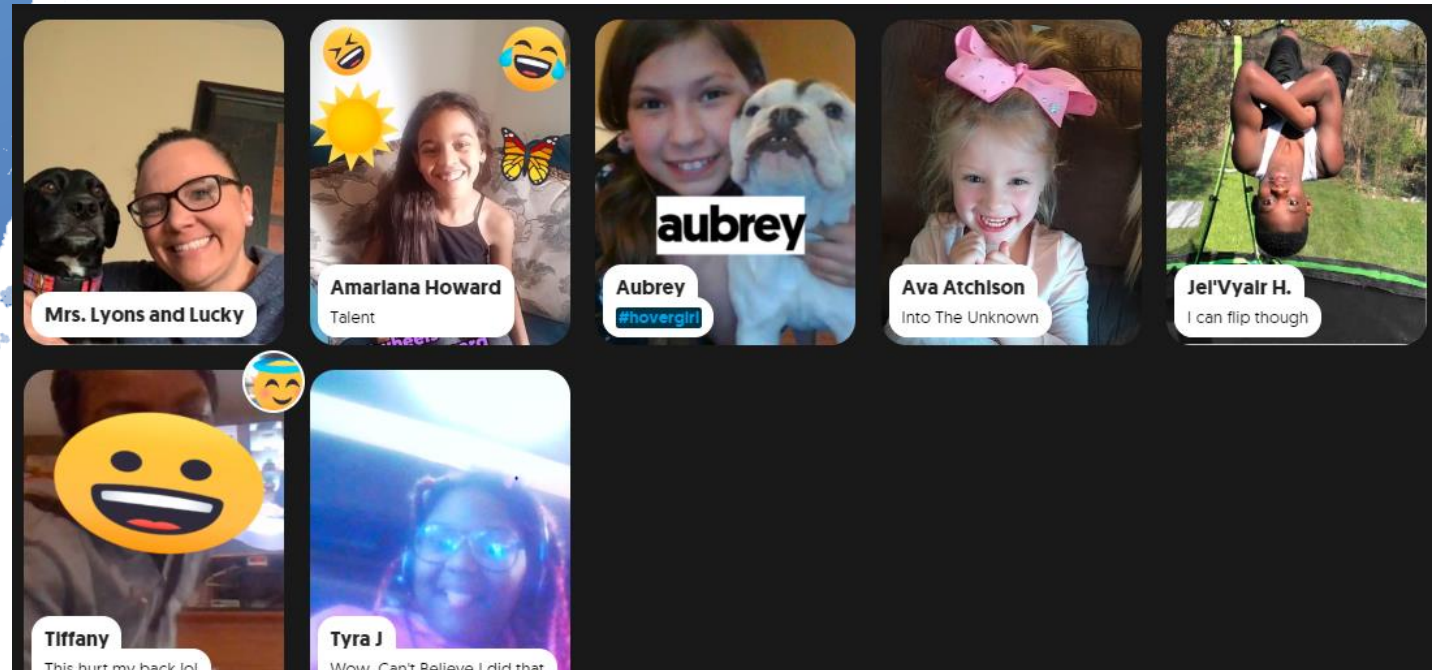 Mrs. Lyons and Lucky
Amariana Howard
Talent
aubrey
Aubrey
#hovergirl
Ava Atchison
Into The Unknown
Jei'Vyair H.
I can flip though
Tiffany
This hurt my back lol
Tyra J
Wow, Can't Believe I did that